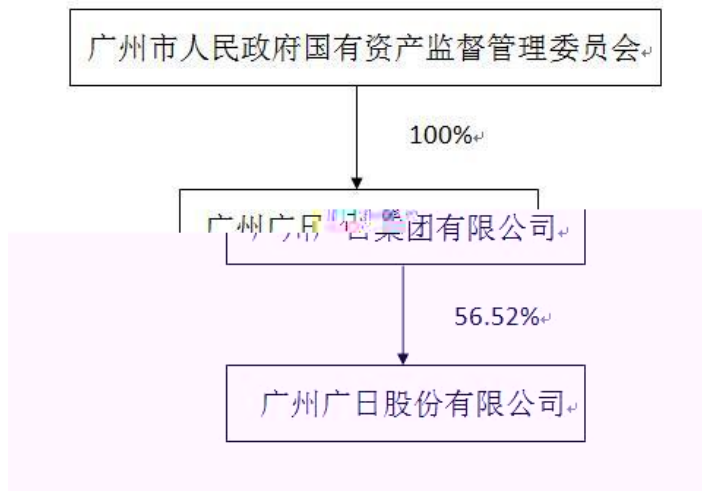 广州市人民政府国有资产监督管理委员会
100%
广州广日集团有限公司
56.52%
广州广日股份有限公司